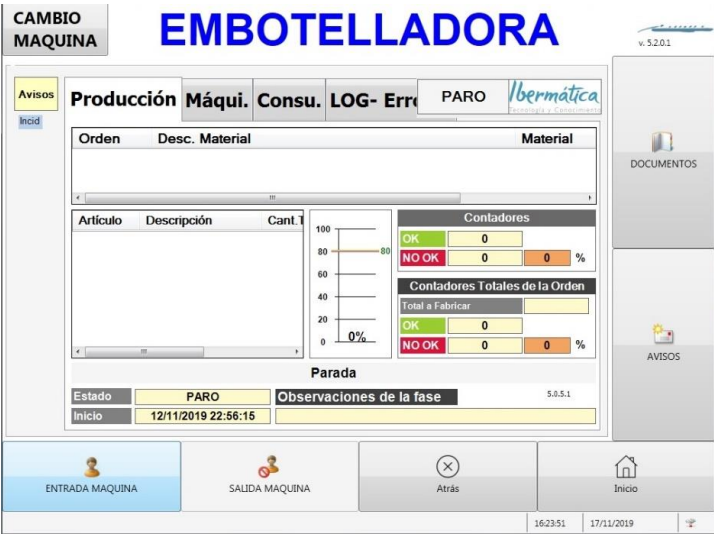 CAMBIO
MAQUINA
EMBOTELLADORA
v. 5.2.0.1
Avisos
Incid
Producción
Máqui.
Consu.
LOG- Erro
PARO
Ibermática
Tecnología y Conocimiento
Orden
Desc. Material
Material
DOCUMENTOS
Artículo
Descripción
Cant.T
100
80
80
60
40
20
0
0%
Contadores
OK
0
NO OK
0
0
%
Contadores Totales de la Orden
Total a Fabricar
OK
0
NO OK
0
0
%
AVISOS
Parada
Estado
PARO
Observaciones de la fase
5.0.5.1
Inicio
12/11/2019 22:56:15
ENTRADA MAQUINA
SALIDA MAQUINA
Atrás
Inicio
16:23:51
17/11/2019